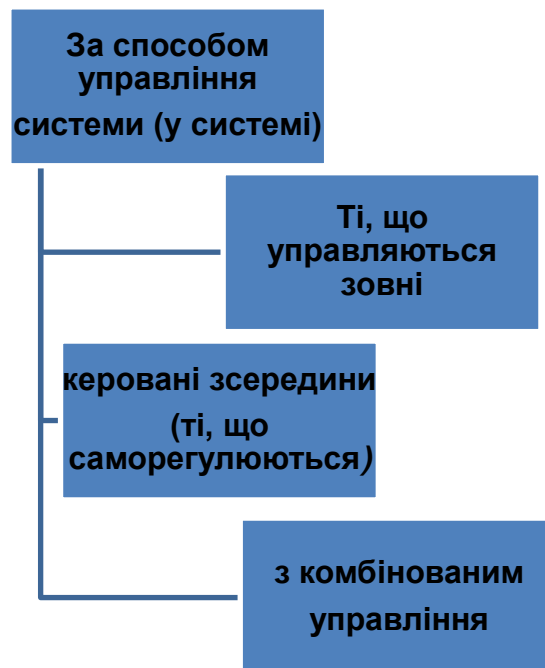 За способом
управління
системи (у системі)
Ті, що
управляються
зовні
керовані зсередини
(ті, що
саморегулюються)
з комбінованим
управління